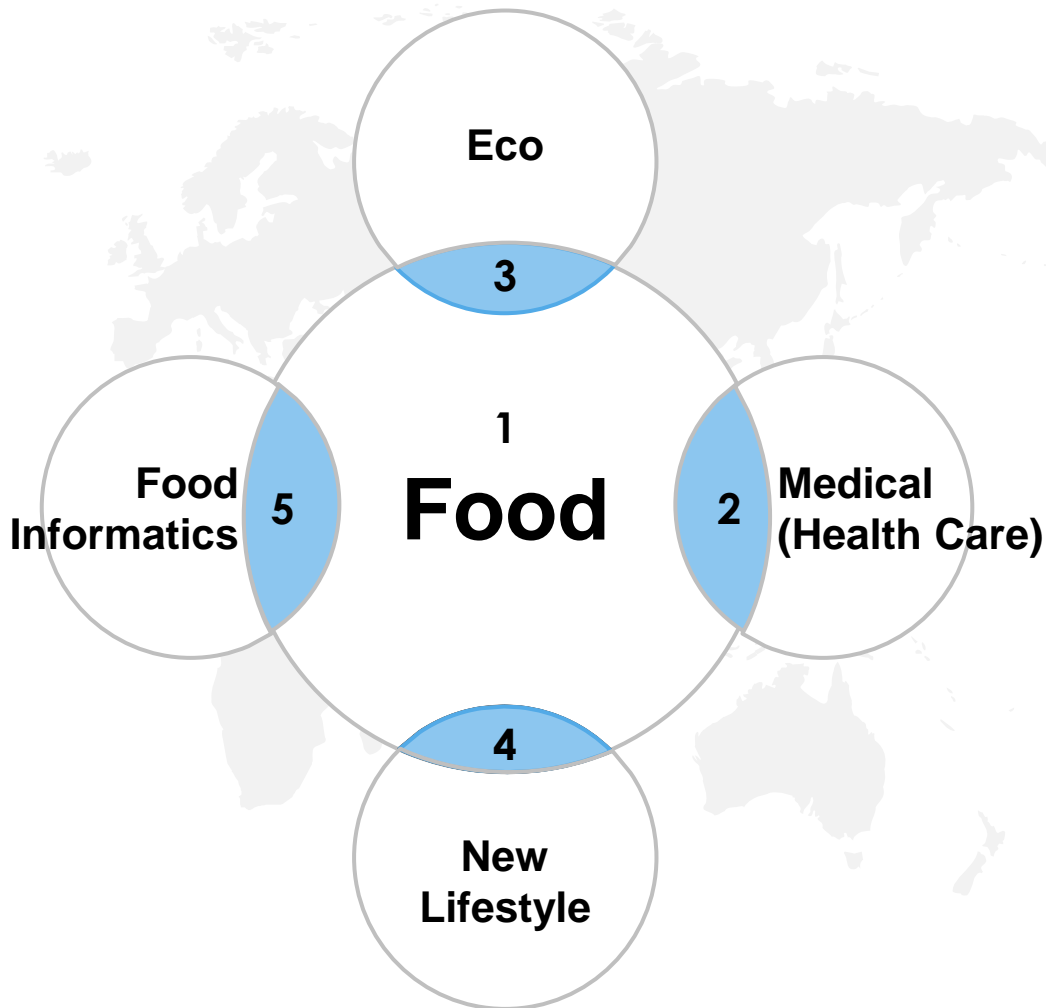 Eco
3
1
Food
Food
Informatics
5
2
Medical
(Health Care)
4
New
Lifestyle